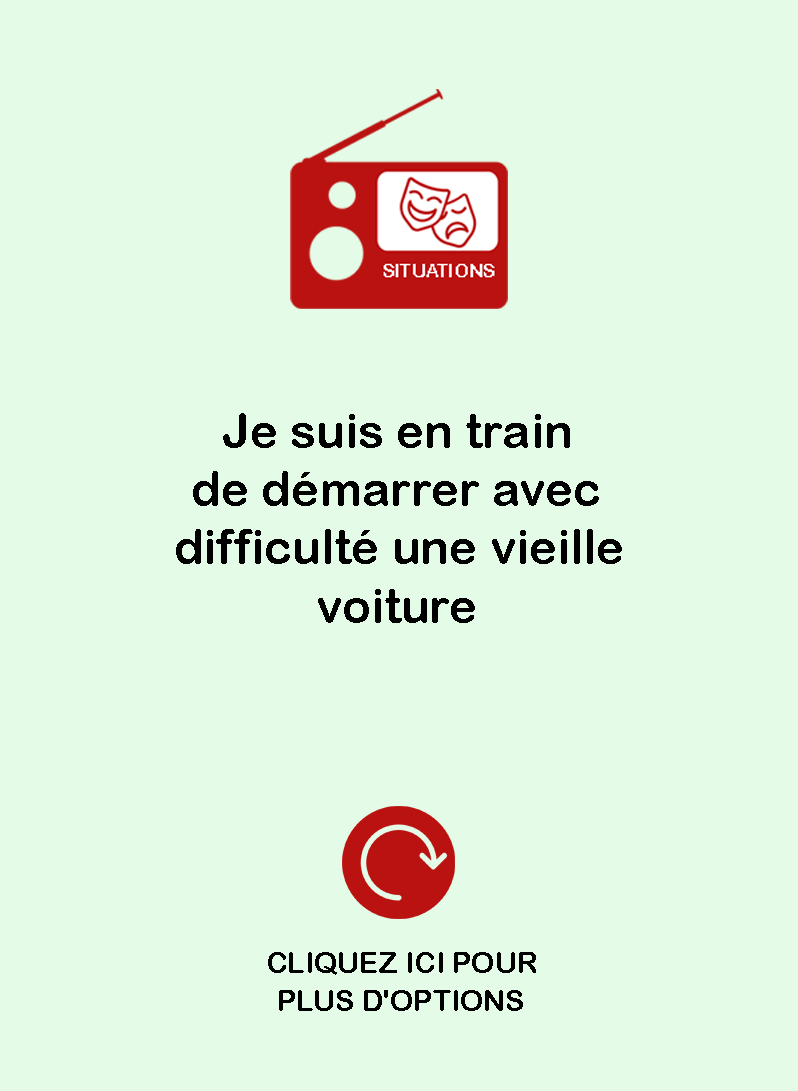 SITUATIONS
Je suis en train
de démarrer avec
difficulté une vieille
voiture
CLIQUEZ ICI POUR
PLUS D'OPTIONS